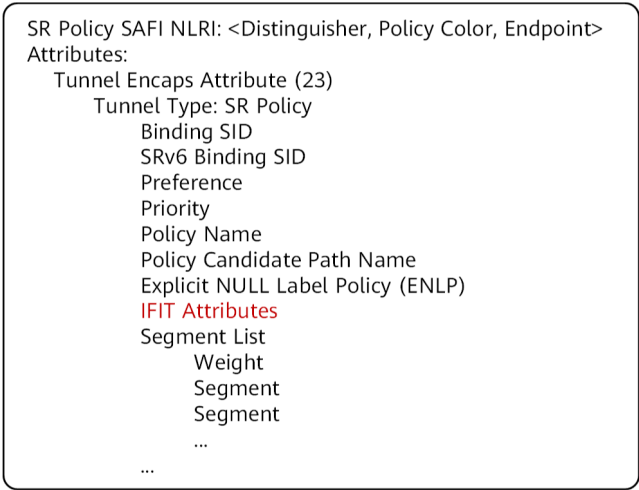 SR Policy SAFI NLRI: <Distinguisher, Policy Color, Endpoint>
Attributes:
Tunnel Encaps Attribute (23)
Tunnel Type: SR Policy
Binding SID
SRv6 Binding SID
Preference
Priority
Policy Name
Policy Candidate Path Name
Explicit NULL Label Policy (ENLP)
IFIT Attributes
Segment List
Weight
Segment
Segment
...
...